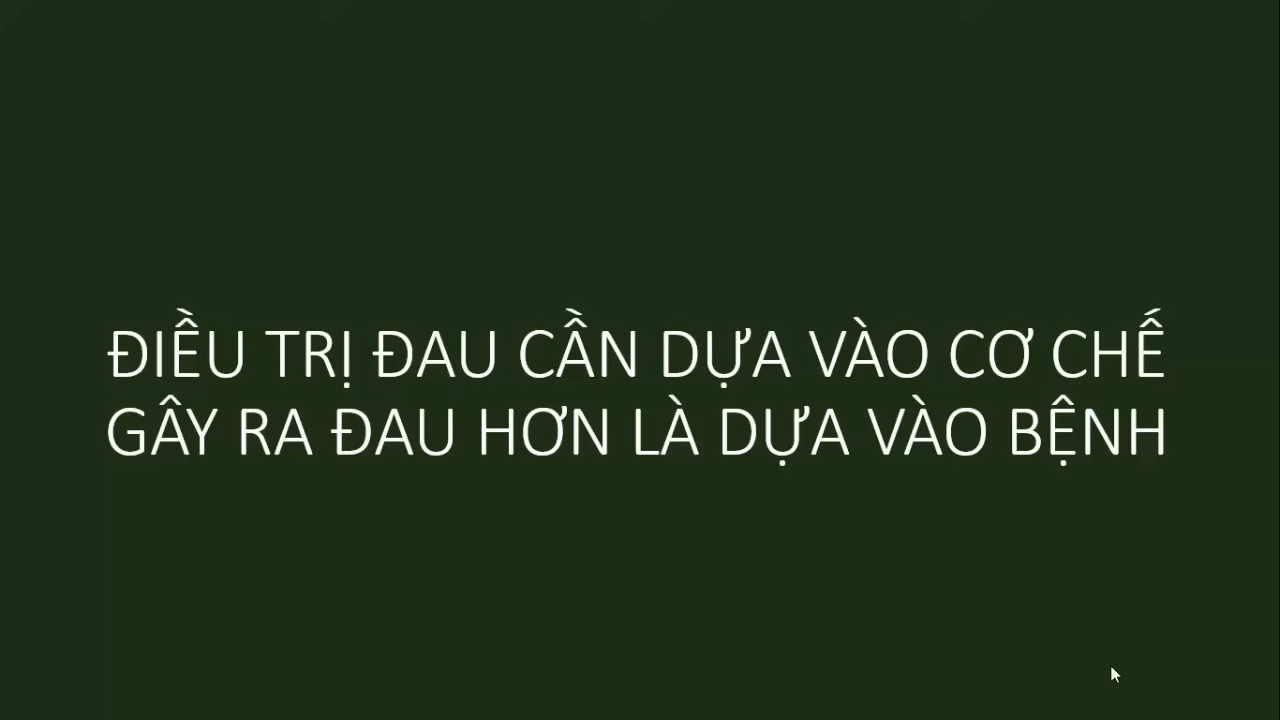 ĐIỀU TRỊ ĐAU CẦN DỰA VÀO CƠ CHẾ
GÂY RA ĐAU HƠN LÀ DỰA VÀO BỆNH